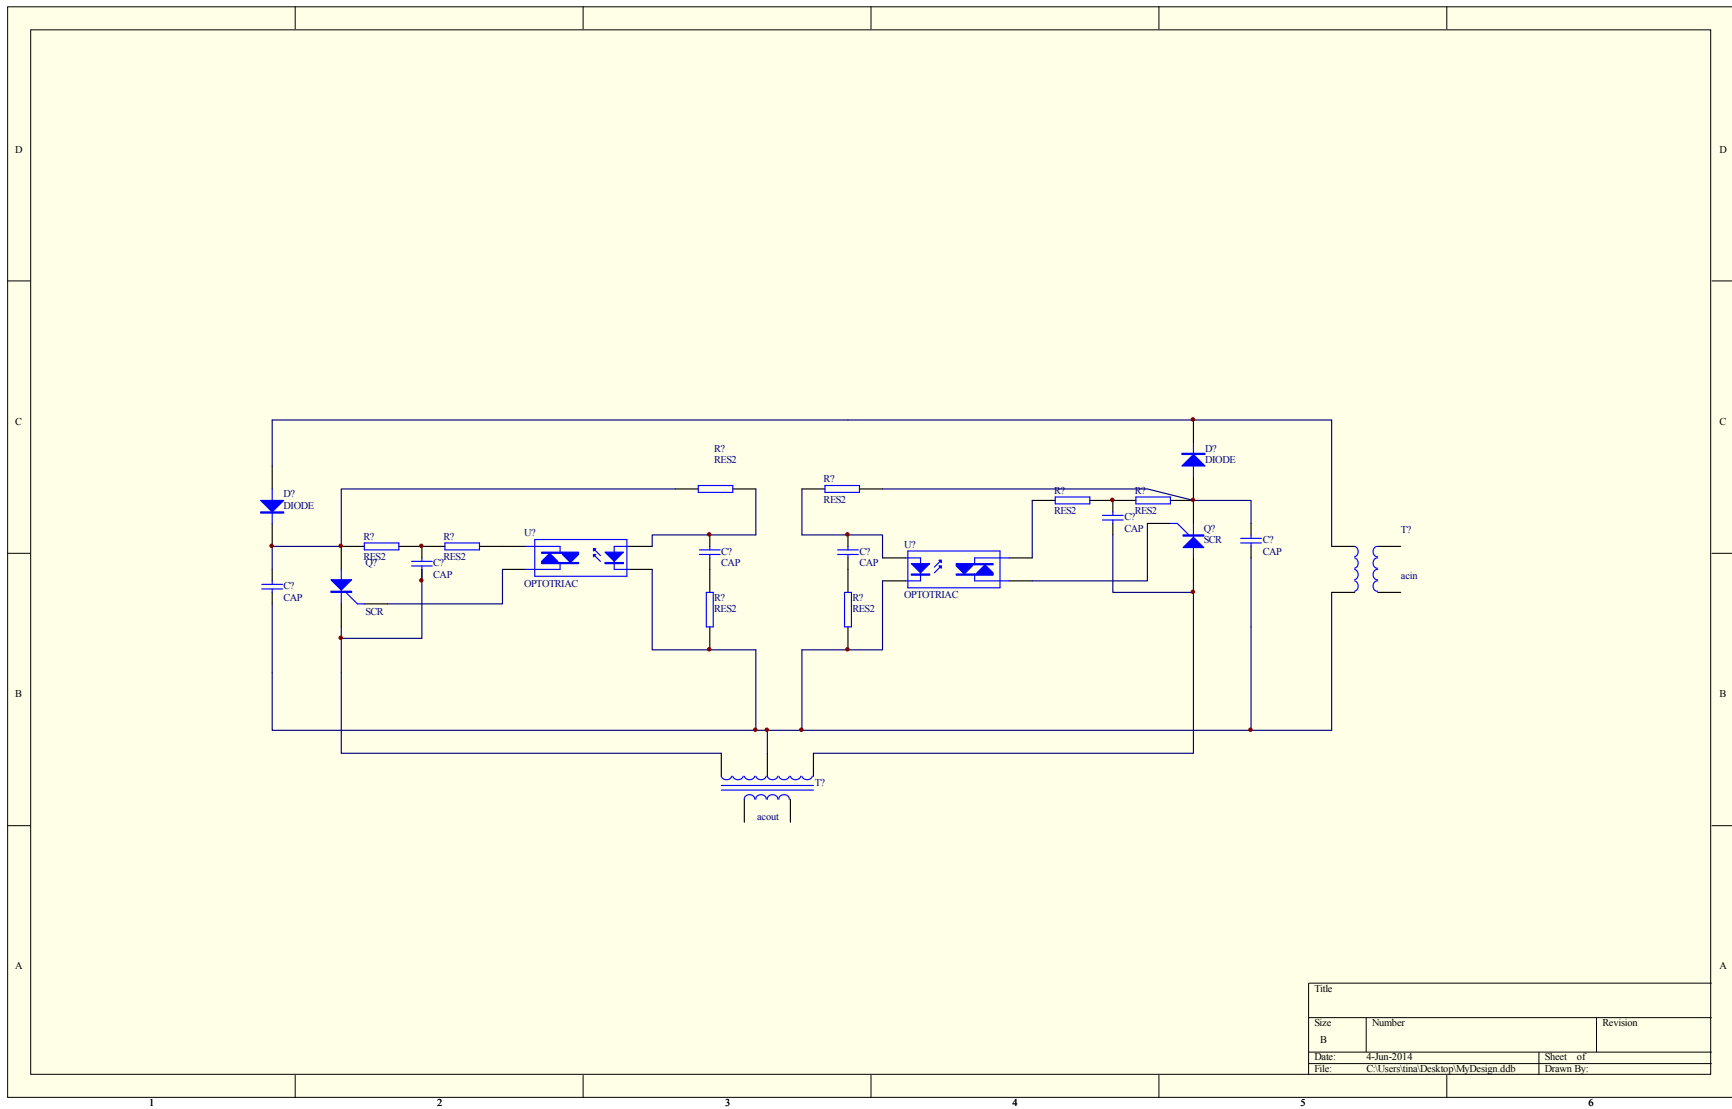 D
D
C
C
B
B
A
A
R?
RES2
D?
DIODE
R?
RES2
D?
DIODE
R?
RES2
R?
RES2
C?
CAP
Q?
SCR
T?
R?
RES2
R?
RES2
U?
C?
CAP
C?
CAP
U?
C?
CAP
Q?
C?
CAP
OPTOTRIAC
acin
C?
CAP
OPTOTRIAC
R?
RES2
R?
RES2
SCR
T?
acout
Title
Size
Number
Revision
B
Date:
4-Jun-2014
Sheet of
File:
C:\Users\tina\Desktop\MyDesign.ddb
Drawn By:
1
2
3
4
5
6